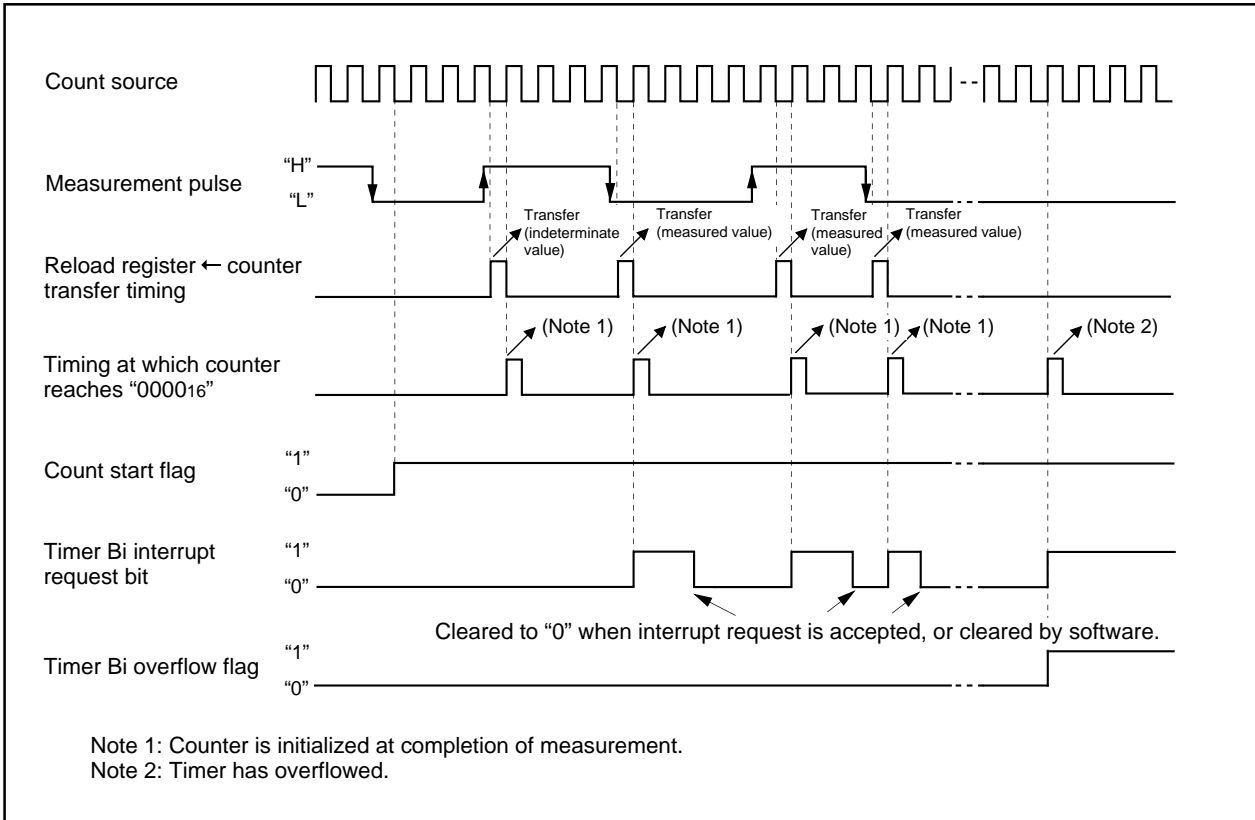 Count source
Measurement pulse
“H”
“L”
Transfer
(indeterminate
value)
Transfer
(measured value)
Transfer
(measured
value)
Transfer
(measured value)
Reload register ← counter
transfer timing
(Note 1)
(Note 1)
(Note 1)
(Note 1)
(Note 2)
Timing at which counter
reaches “000016”
Count start flag
“1”
“0”
Timer Bi interrupt
request bit
“1”
“0”
Cleared to “0” when interrupt request is accepted, or cleared by software.
Timer Bi overflow flag
“1”
“0”
Note 1: Counter is initialized at completion of measurement.
Note 2: Timer has overflowed.